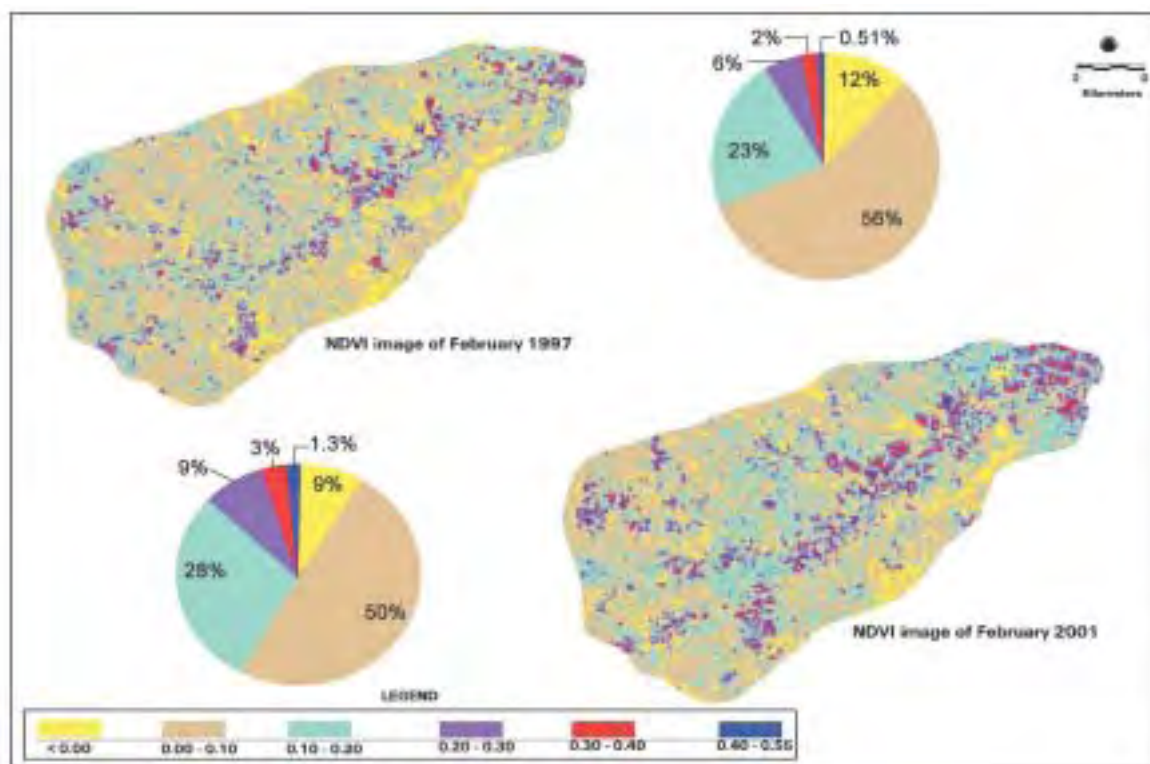 2%
0.51%
6%
12%
23%
56%
Kilometers
NDVI image of February 1997
3%
1.3%
9%
9%
28%
50%
NDVI image of February 2001
LEGEND
< 0.00
0.00 - 0.10
0.10 - 0.20
0.20 - 0.30
0.30 - 0.40
0.40 - 0.55